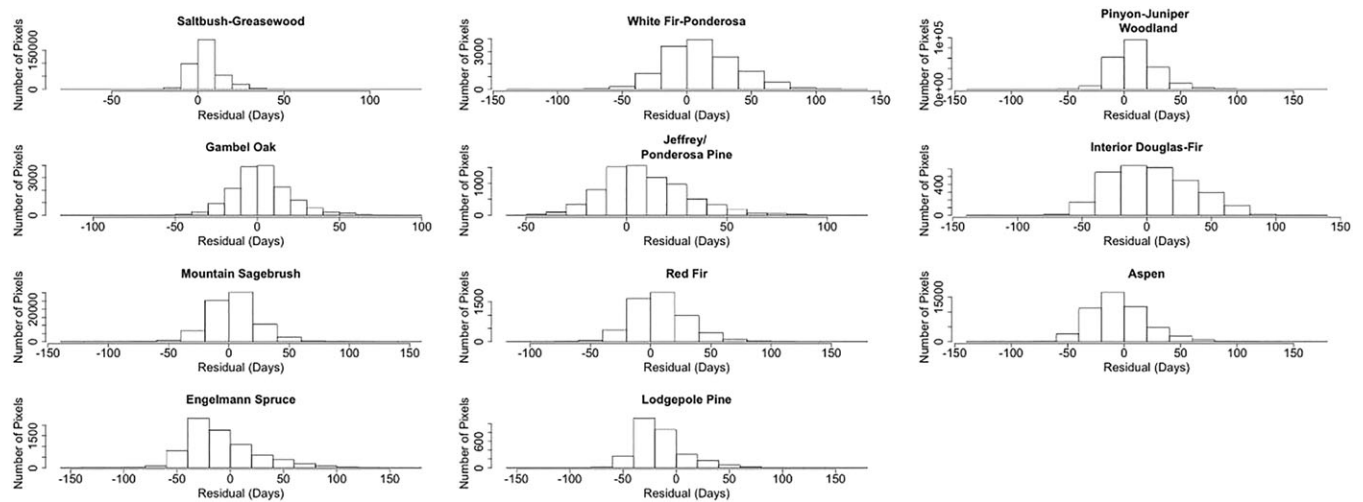 Saltbush-Greasewood
Number of Pixels
150000
0
-50 0 50 100
Residual (Days)
White Fir-Ponderosa
Number of Pixels
3000
0
-150 -100 -50 0 50 100 150
Residual (Days)
Pinyon-Juniper
Woodland
Number of Pixels
1e+05
0e+00
-150 -100 -50 0 50 100 150
Residual (Days)
Gambel Oak
Number of Pixels
3000
0
-100 -50 0 50 100
Residual (Days)
Jeffrey/
Ponderosa Pine
Number of Pixels
1000
0
-50 0 50 100
Residual (Days)
Interior Douglas-Fir
Number of Pixels
400
0
-150 -100 -50 0 50 100 150
Residual (Days)
Mountain Sagebrush
Number of Pixels
20000
0
-150 -100 -50 0 50 100 150
Residual (Days)
Red Fir
Number of Pixels
1500
0
-100 -50 0 50 100 150
Residual (Days)
Aspen
Number of Pixels
15000
0
-150 -100 -50 0 50 100 150
Residual (Days)
Engelmann Spruce
Number of Pixels
1500
0
-150 -100 -50 0 50 100 150
Residual (Days)
Lodgepole Pine
Number of Pixels
600
0
-150 -100 -50 0 50 100 150
Residual (Days)